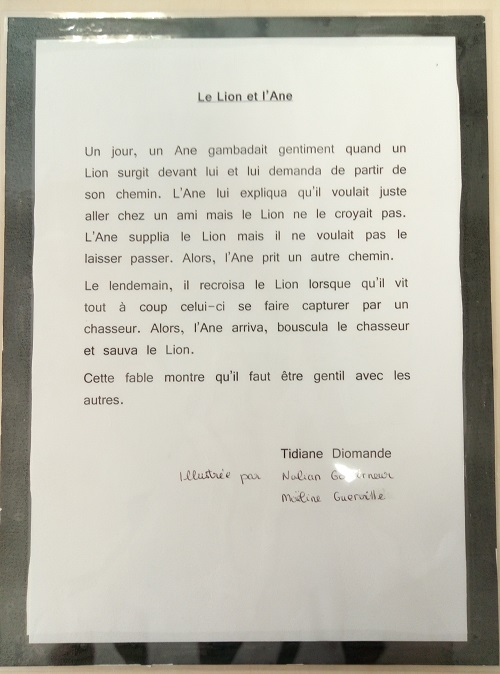 Le Lion et l'Ane
Un jour, un Ane gambadait gentiment quand un
Lion surgit devant lui et lui demanda de partir de
son chemin. L'Ane lui expliqua qu'il voulait juste
aller chez un ami mais le Lion ne le croyait pas.
L'Ane supplia le Lion mais il ne voulait pas le
laisser passer. Alors, l'Ane prit un autre chemin.
Le lendemain, il recroisa le Lion lorsqu'il vit
tout à coup celui-ci se faire capturer par un
chasseur. Alors, l'Ane arriva, bouscula le chasseur
et sauva le Lion.
Cette fable montre qu'il faut être gentil avec les
autres.
Tidiane Diomande
Illustrée par
Guerville